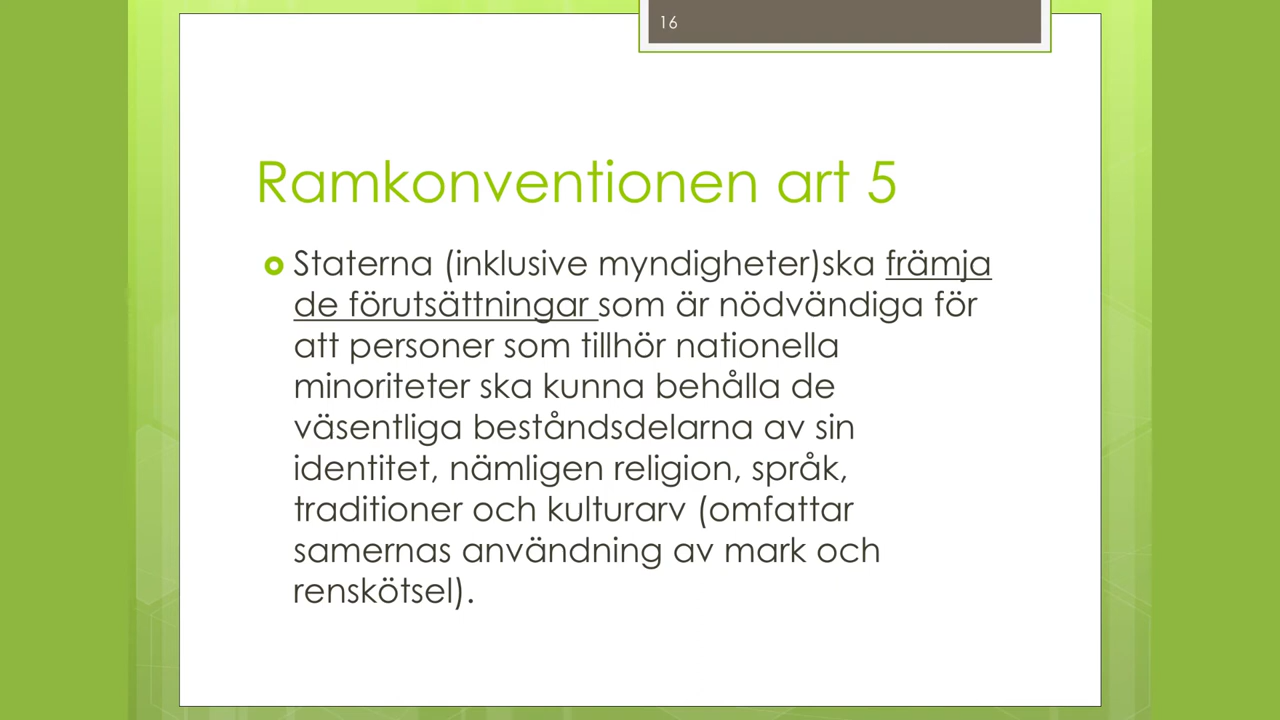 16
Ramkonventionen art 5
Staterna (inklusive myndigheter)ska främja
de förutsättningar som är nödvändiga för
att personer som tillhör nationella
minoriteter ska kunna behålla de
väsentliga beståndsdelarna av sin
identitet, nämligen religion, språk,
traditioner och kulturarv (omfattar
samernas användning av mark och
renskötsel).